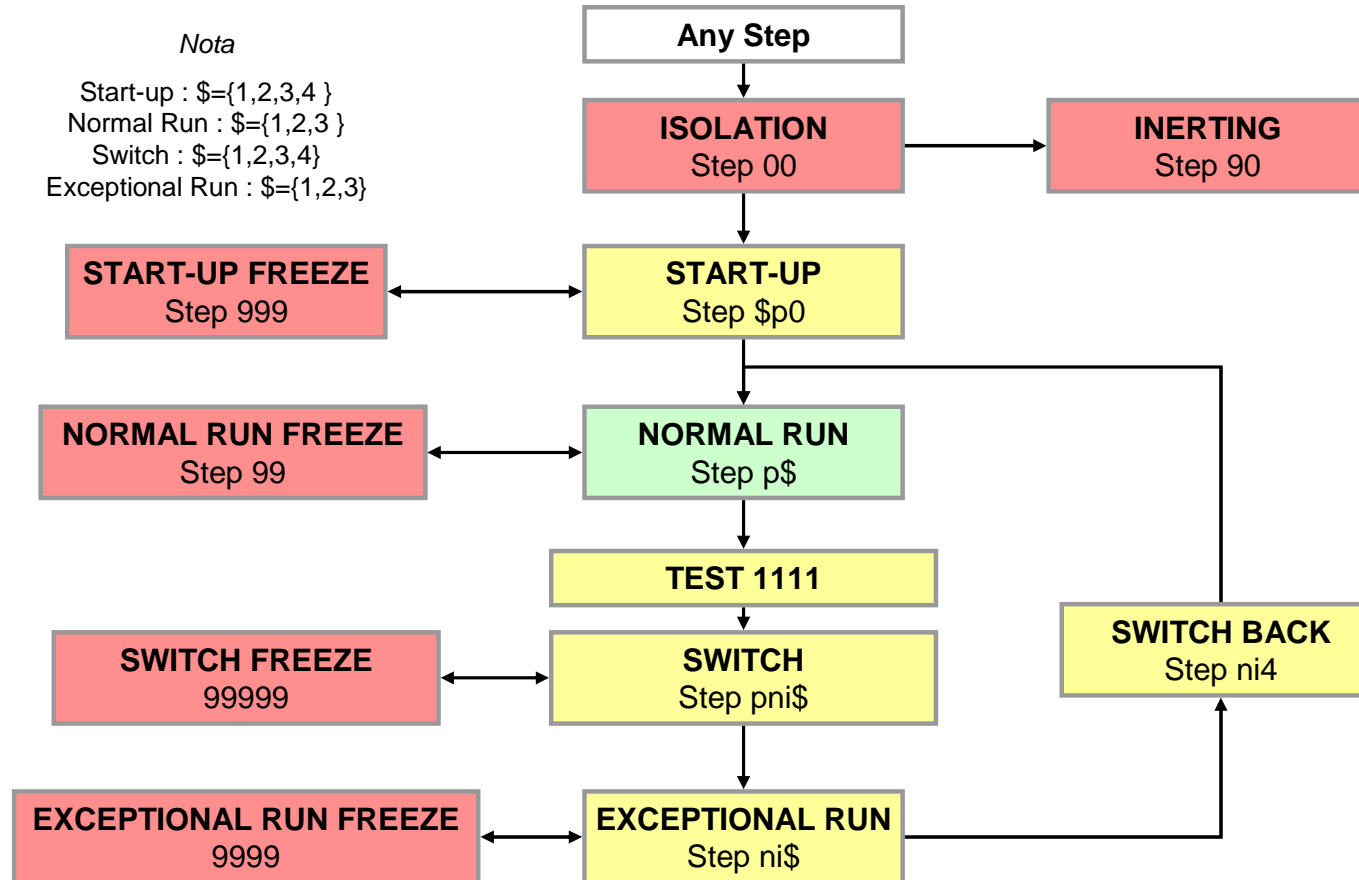 Nota
Start-up : $={1,2,3,4 }
Normal Run : $={1,2,3 }
Switch : $={1,2,3,4}
Exceptional Run : $={1,2,3}
Any Step
ISOLATION
Step 00
INERTING
Step 90
START-UP FREEZE
Step 999
START-UP
Step $p0
NORMAL RUN FREEZE
Step 99
NORMAL RUN
Step p$
TEST 1111
SWITCH FREEZE
99999
SWITCH
Step pni$
SWITCH BACK
Step ni4
EXCEPTIONAL RUN FREEZE
9999
EXCEPTIONAL RUN
Step ni$